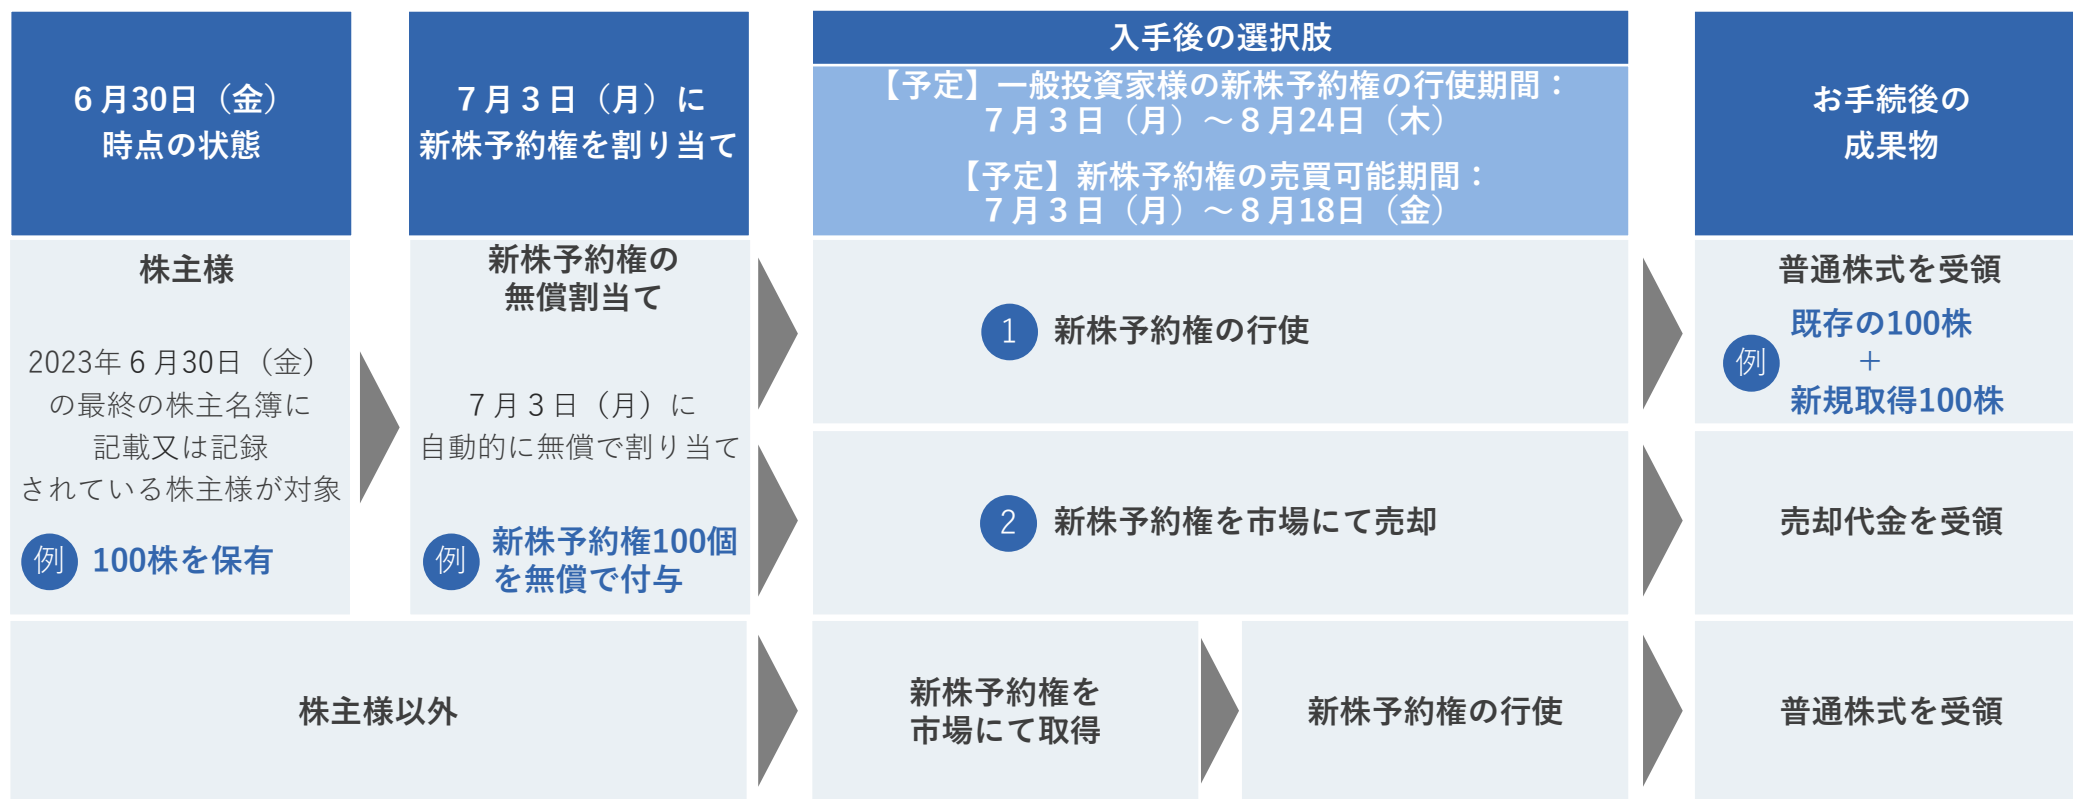 6月30日（金）
時点の状態
7月3日（月）に
新株予約権を割り当て
入手後の選択肢
【予定】一般投資家様の新株予約権の行使期間：
7月3日（月）～8月24日（木）
【予定】新株予約権の売買可能期間：
7月3日（月）～8月18日（金）
お手続後の
成果物
株主様
2023年6月30日（金）
の最終の株主名簿に
記載又は記録
されている株主様が対象
例 100株を保有
新株予約権の
無償割当て
7月3日（月）に
自動的に無償で割り当て
例 新株予約権100個
を無償で付与
1 新株予約権の行使
普通株式を受領
例 既存の100株
＋
新規取得100株
2 新株予約権を市場にて売却
売却代金を受領
株主様以外
新株予約権を
市場にて取得
新株予約権の行使
普通株式を受領